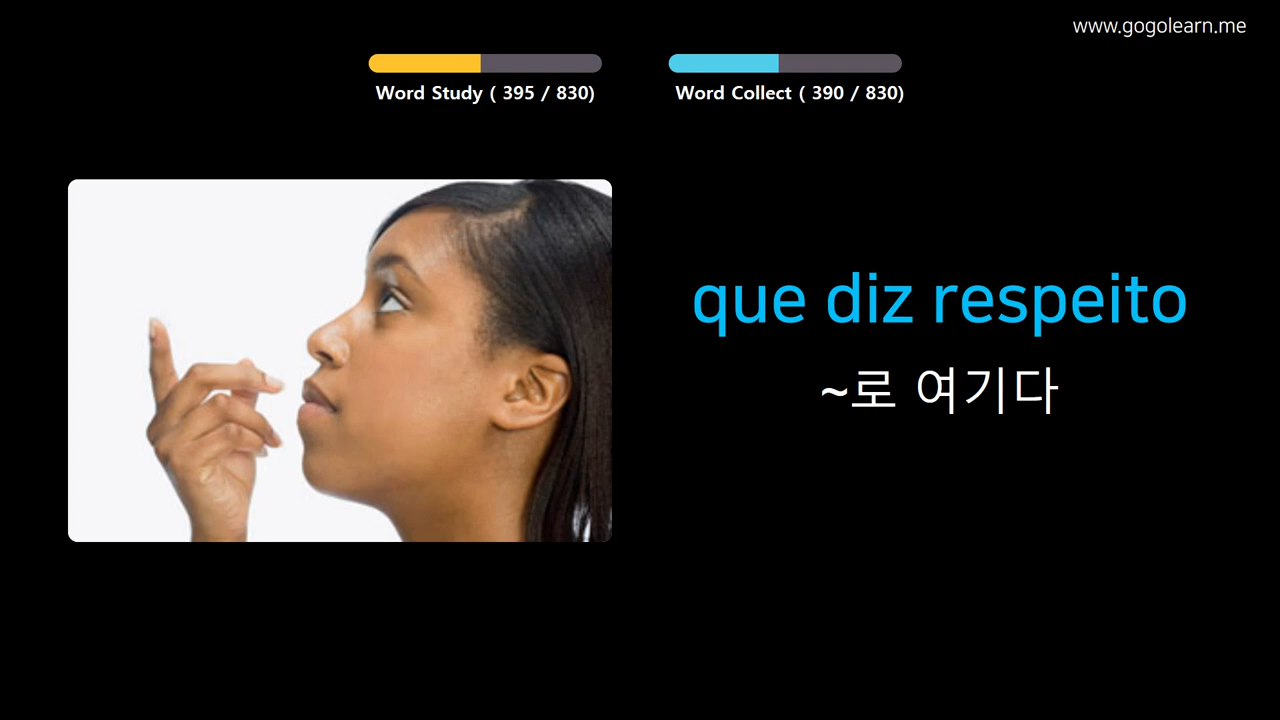 www.gogolearn.me
Word Study ( 395 / 830)
Word Collect ( 390 / 830)
que diz respeito
~로 여기다